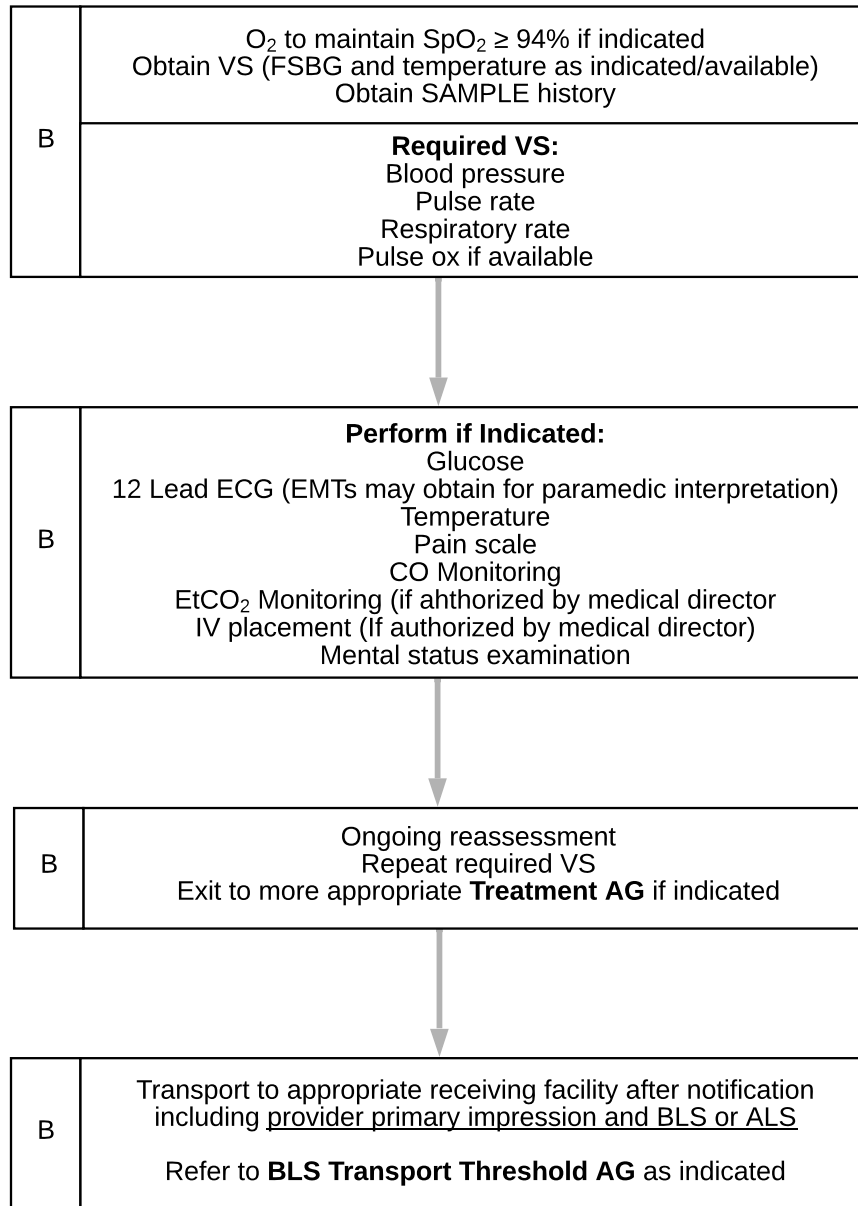 O₂ to maintain SpO₂ ≥ 94% if indicated
Obtain VS (FSBG and temperature as indicated/available)
Obtain SAMPLE history
B
Required VS:
Blood pressure
Pulse rate
Respiratory rate
Pulse ox if available
Perform if Indicated:
Glucose
12 Lead ECG (EMTs may obtain for paramedic interpretation)
Temperature
B
Pain scale
CO Monitoring
EtCO₂ Monitoring (if ahthorized by medical director
IV placement (If authorized by medical director)
Mental status examination
Ongoing reassessment
B
Repeat required VS
Exit to more appropriate Treatment AG if indicated
Transport to appropriate receiving facility after notification
including provider primary impression and BLS or ALS
B
Refer to BLS Transport Threshold AG as indicated